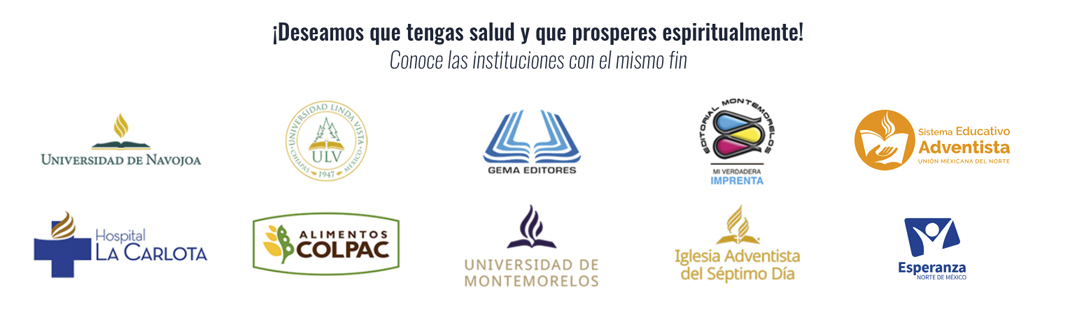 ¡Deseamos que tengas salud y que prosperes espiritualmente!
Conoce las instituciones con el mismo fin
UNIVERSIDAD DE NAVOJOA
UNIVERSIDAD LINDA VISTA
ULV
CHIAPAS
1947
MÉXICO
GEMA EDITORES
EDITORIAL MONTEMORELOS
MI VERDADERA
IMPRENTA
Sistema Educativo
Adventista
UNIÓN MEXICANA DEL NORTE
Hospital
LA CARLOTA
ALIMENTOS
COLPAC
UNIVERSIDAD DE
MONTEMORELOS
Iglesia Adventista
del Séptimo Día
Esperanza
NORTE DE MÉXICO